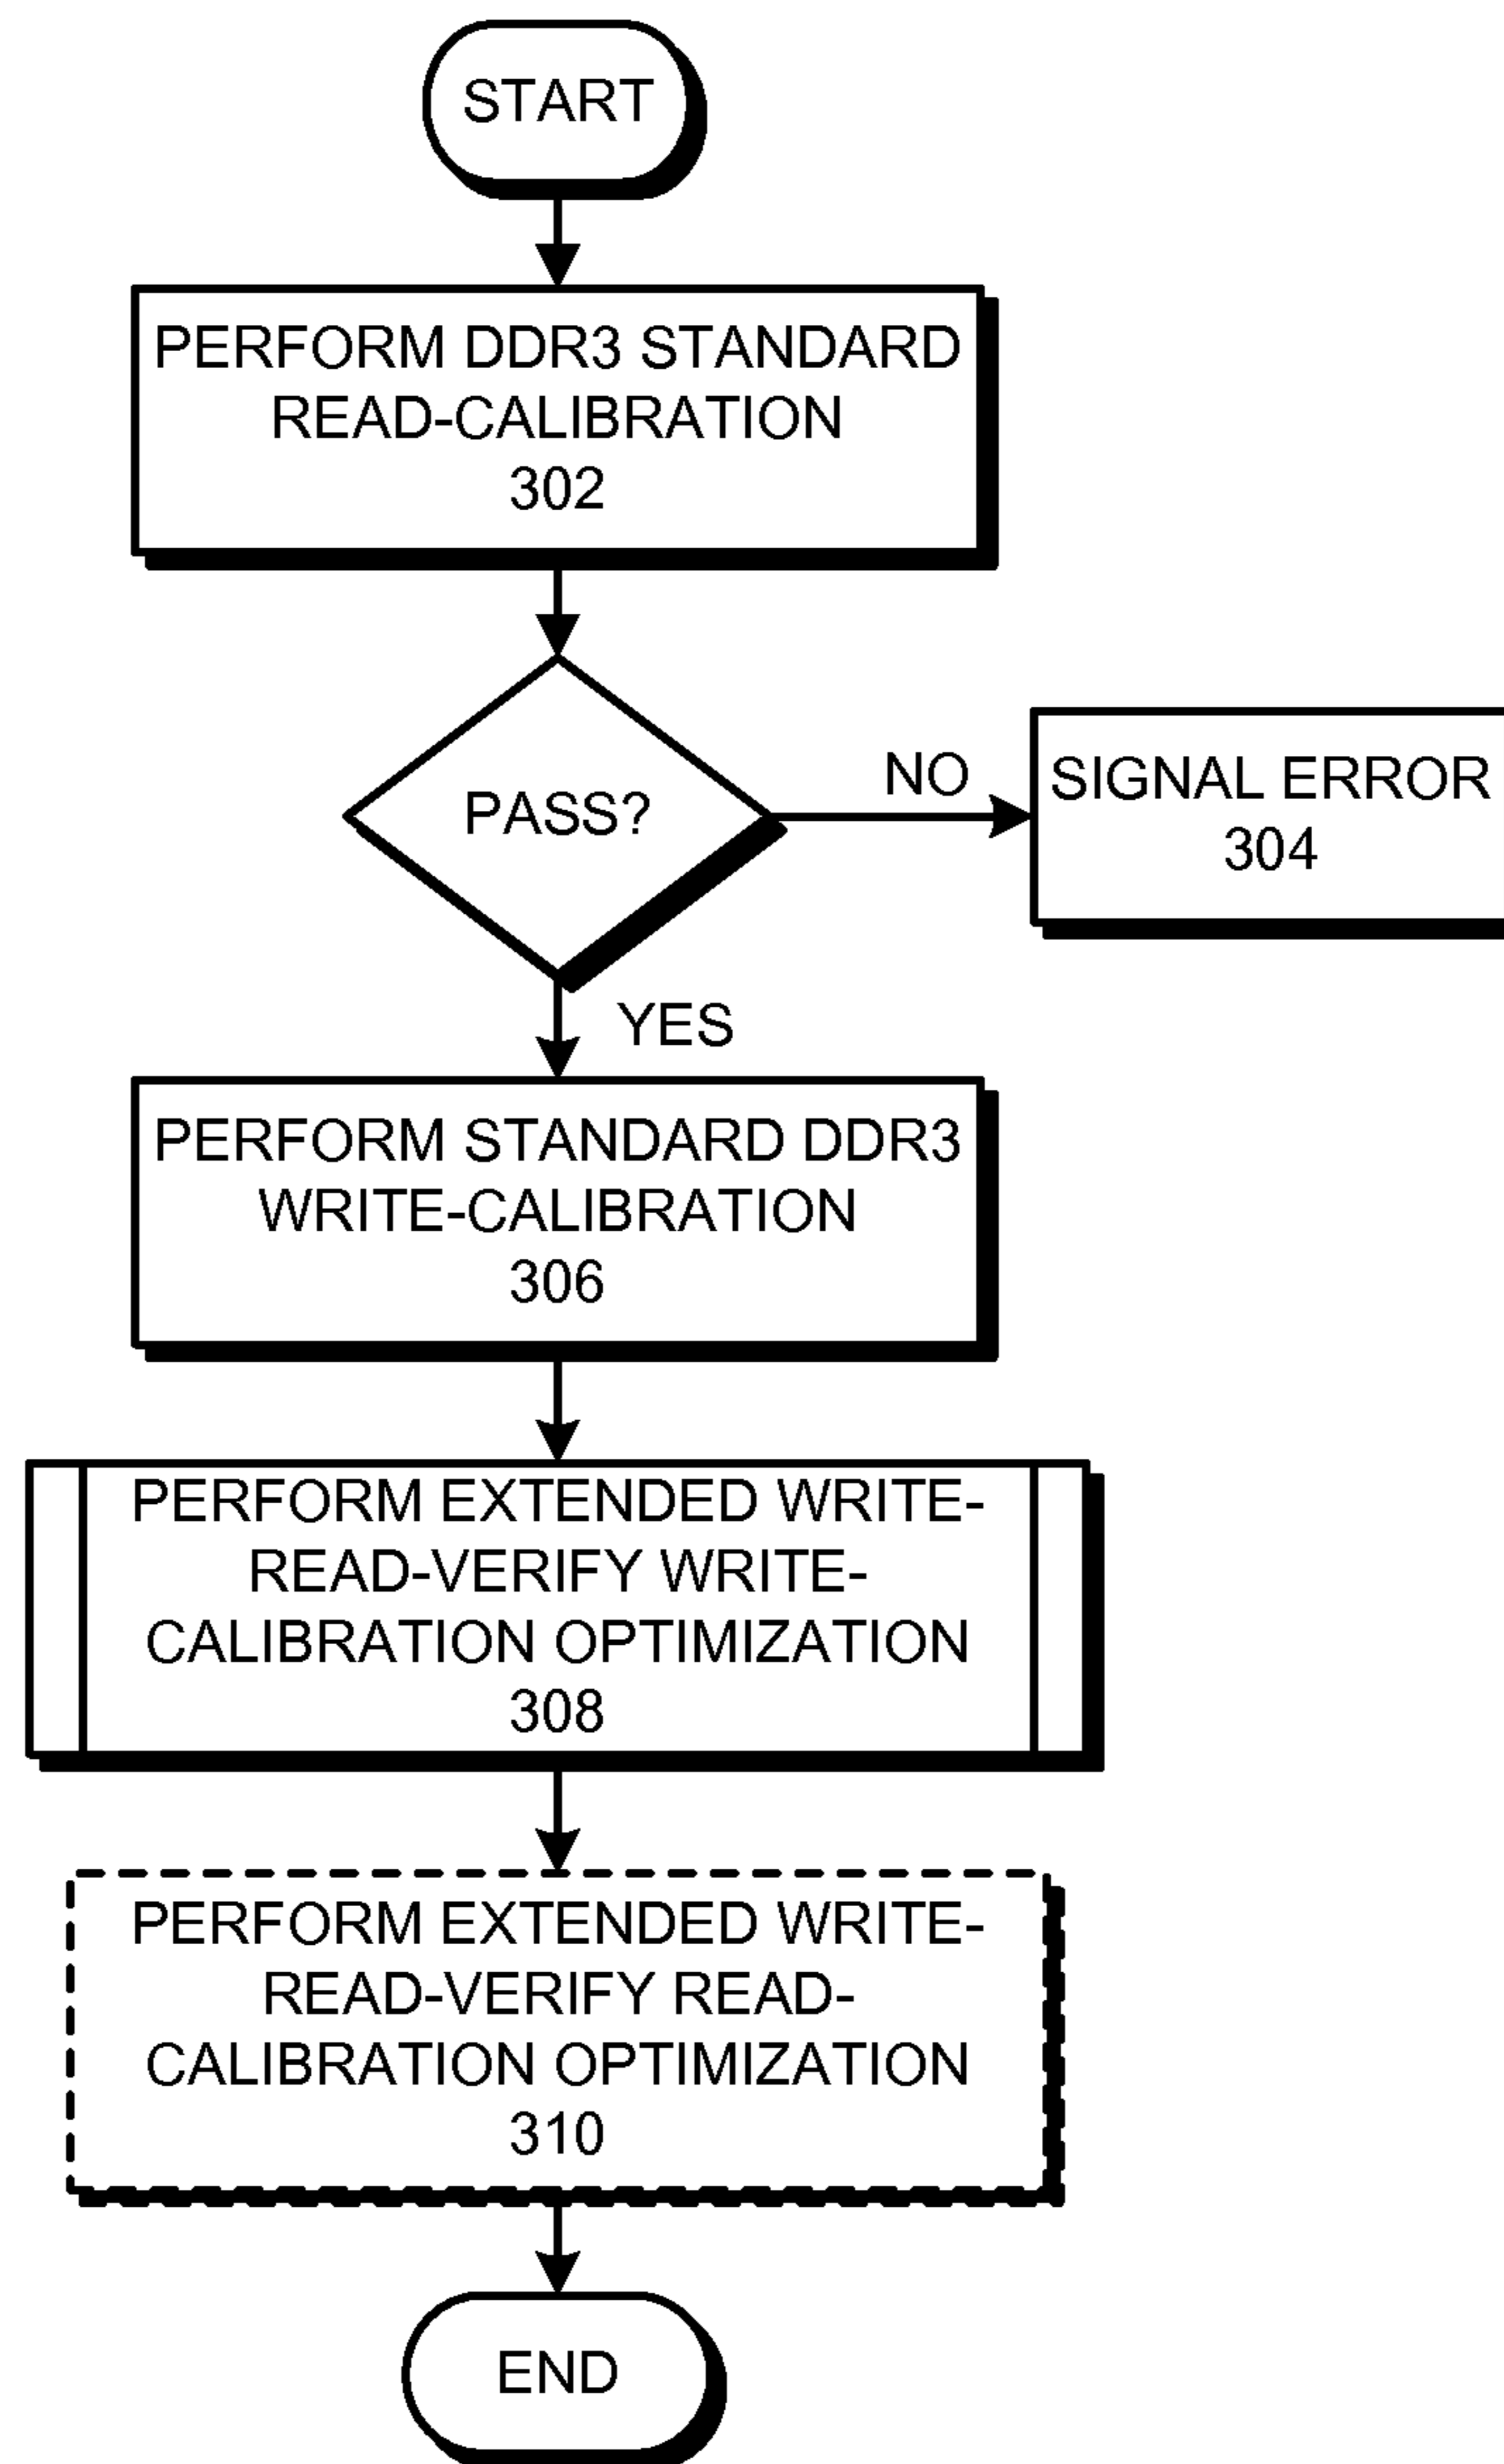 START
PERFORM DDR3 STANDARD
READ-CALIBRATION
302
PASS?
NO
SIGNAL ERROR
304
YES
PERFORM STANDARD DDR3
WRITE-CALIBRATION
306
PERFORM EXTENDED WRITE-
READ-VERIFY WRITE-
CALIBRATION OPTIMIZATION
308
PERFORM EXTENDED WRITE-
READ-VERIFY READ-
CALIBRATION OPTIMIZATION
310
END